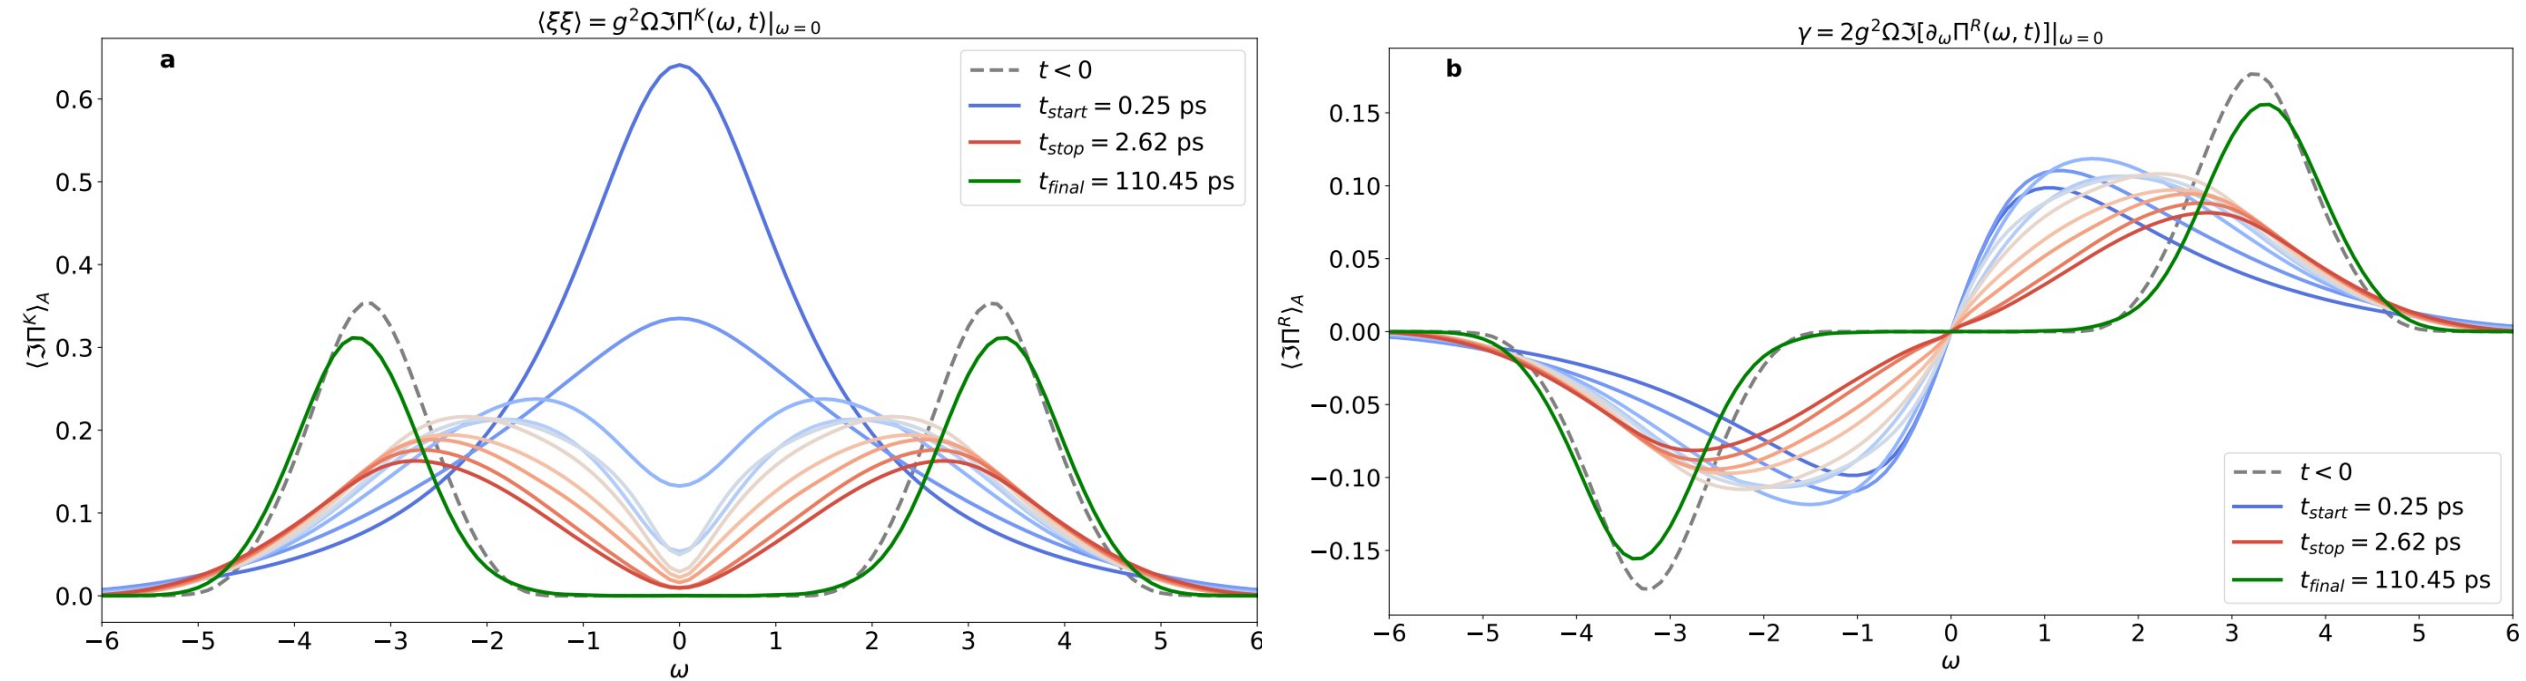 ⟨ξξ⟩ = g²ΩℑΠᴷ(ω, t)|ω=0
a
t < 0
t_start = 0.25 ps
t_stop = 2.62 ps
t_final = 110.45 ps
0.6
0.5
0.4
0.3
0.2
0.1
0.0
⟨ℑΠᴷ⟩_A
−6 −5 −4 −3 −2 −1 0 1 2 3 4 5 6
ω
γ = 2g²Ωℑ[∂_ωΠᴿ(ω, t)]|ω=0
b
0.15
0.10
0.05
0.00
−0.05
−0.10
−0.15
⟨ℑΠᴿ⟩_A
t < 0
t_start = 0.25 ps
t_stop = 2.62 ps
t_final = 110.45 ps
−6 −5 −4 −3 −2 −1 0 1 2 3 4 5 6
ω